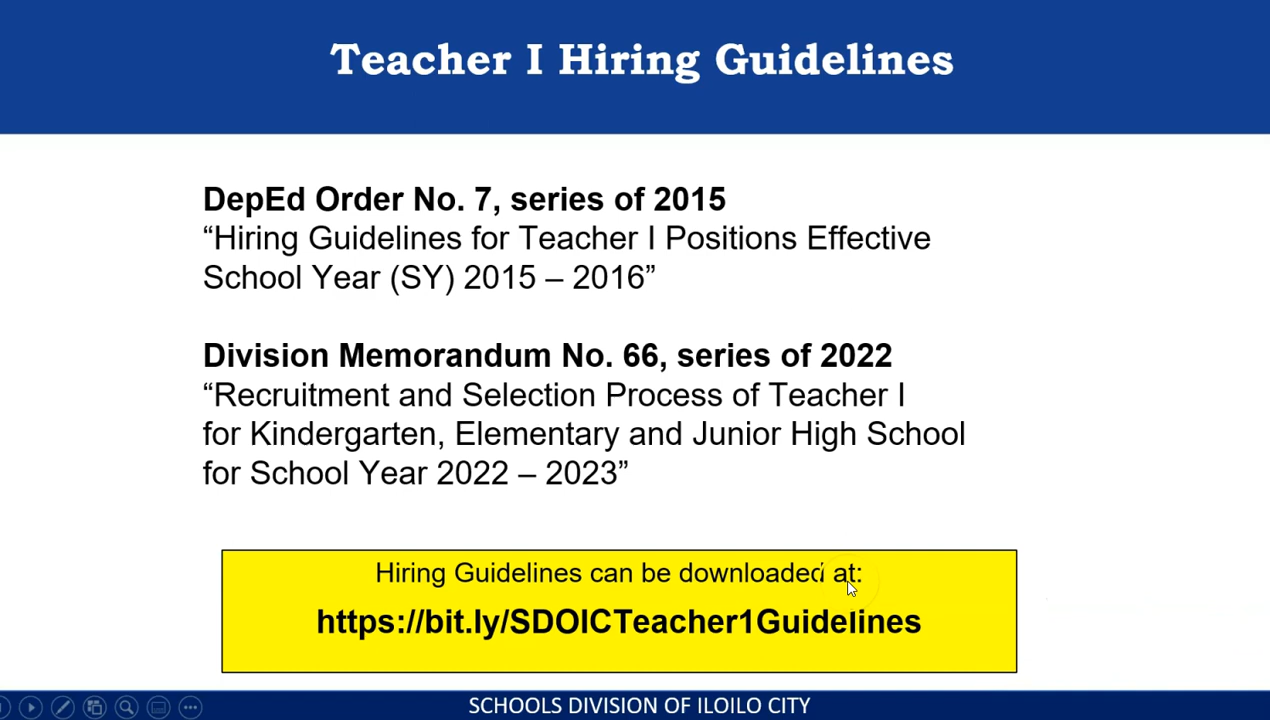 Teacher I Hiring Guidelines
DepEd Order No. 7, series of 2015
“Hiring Guidelines for Teacher I Positions Effective
School Year (SY) 2015 – 2016”
Division Memorandum No. 66, series of 2022
“Recruitment and Selection Process of Teacher I
for Kindergarten, Elementary and Junior High School
for School Year 2022 – 2023”
Hiring Guidelines can be downloaded at:
https://bit.ly/SDOICTeacher1Guidelines
SCHOOLS DIVISION OF ILOILO CITY